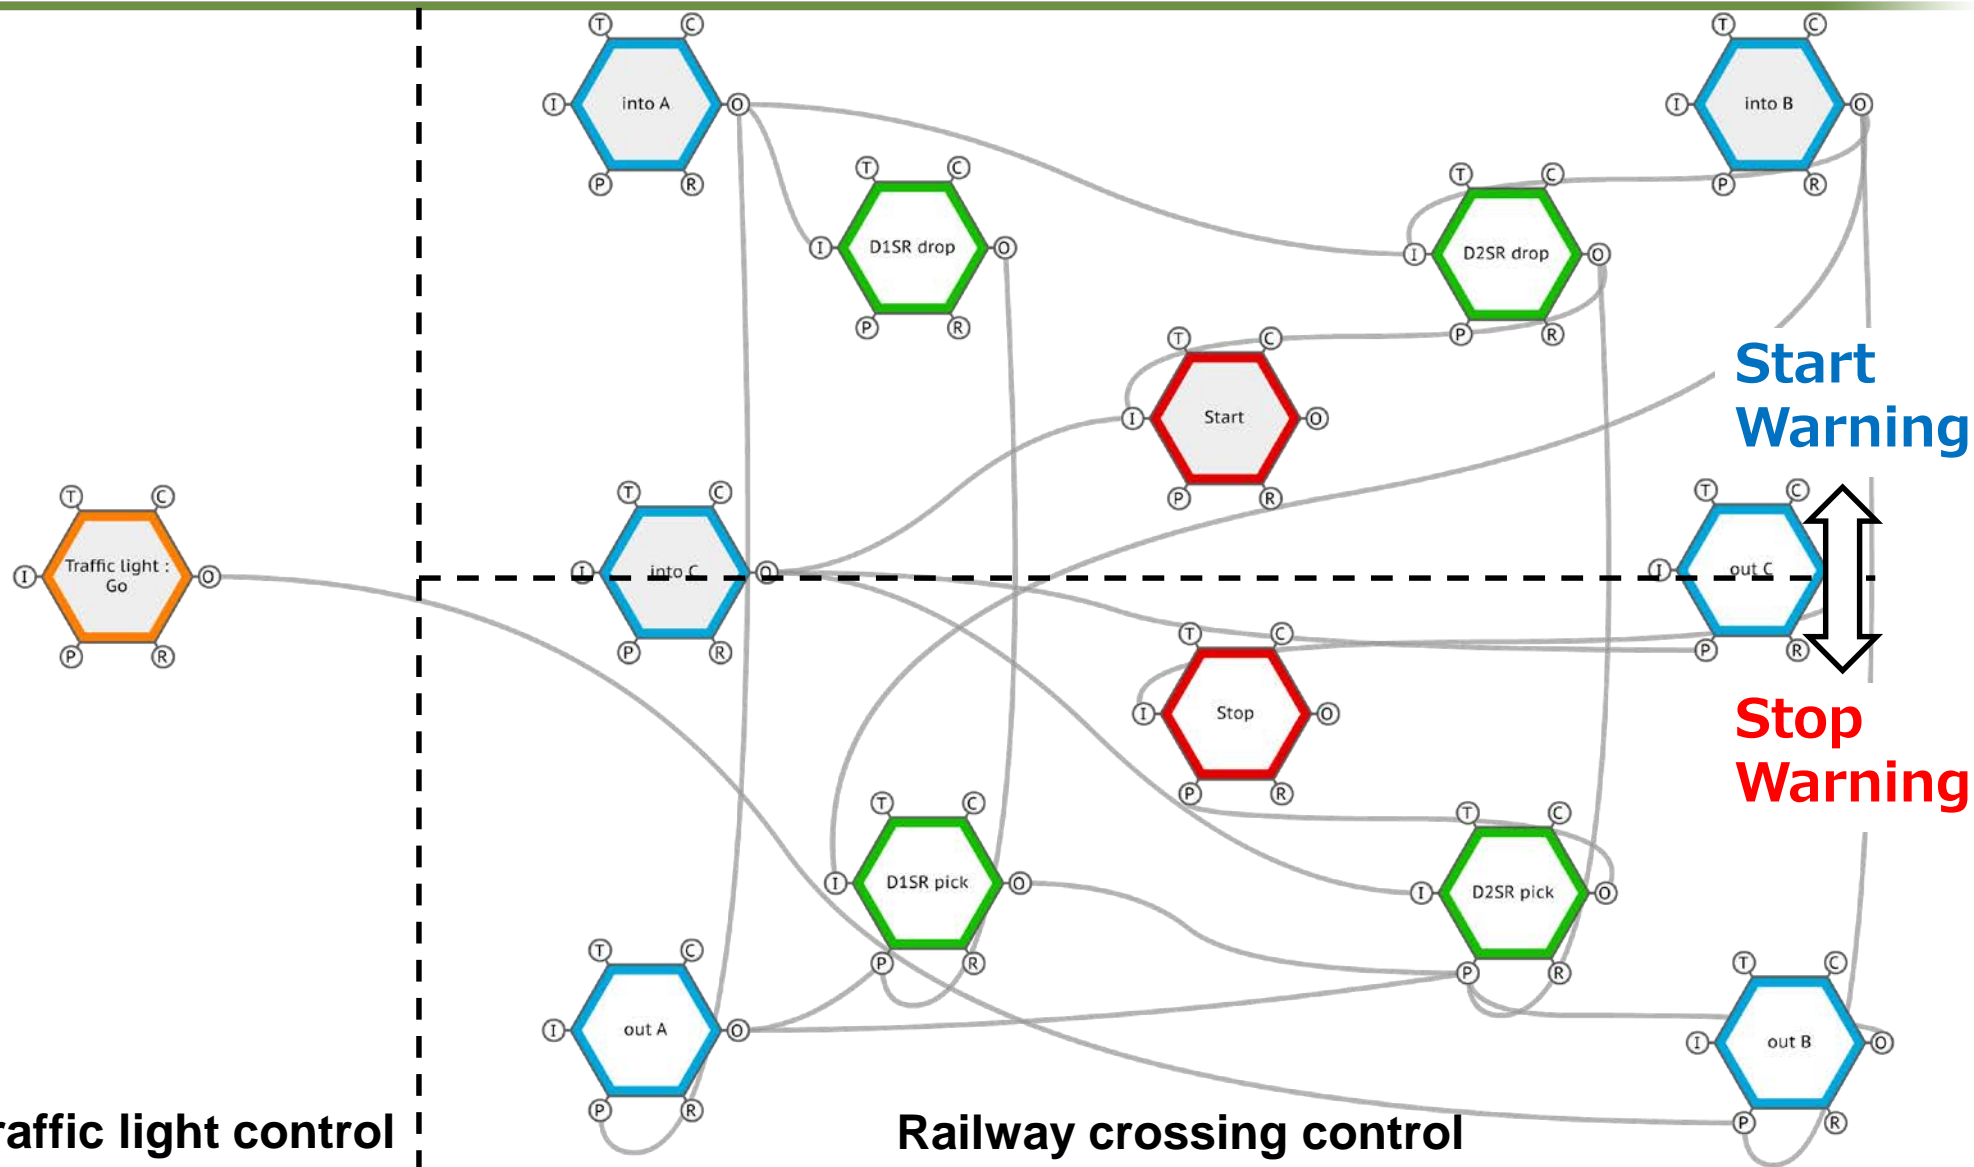 T C
T C
I into A O
I into B O
P R
P R
T C
T C
I D1SR drop O
I D2SR drop O
P R
P R
T C
Start
Warning
I Start O
P R
T C
T C
T C
I Traffic light :
Go O
I into C O
I out C
P R
P R
P R
T C
I Stop O
Stop
Warning
P R
T C
T C
I D1SR pick O
I D2SR pick O
P R
P R
T C
T C
I out A O
I out B O
P R
P R
raffic light control
Railway crossing control